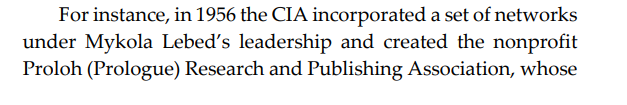 For instance, in 1956 the CIA incorporated a set of networks
under Mykola Lebed’s leadership and created the nonprofit
Proloh (Prologue) Research and Publishing Association, whose